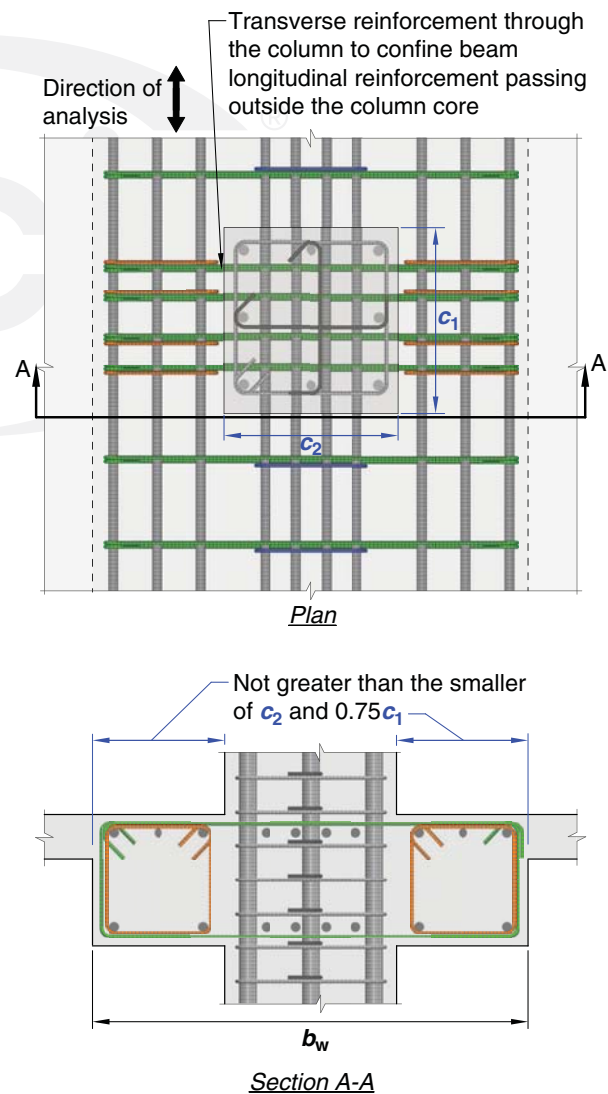 Transverse reinforcement through
the column to confine beam
longitudinal reinforcement passing
outside the column core
Direction of
analysis
®
c1
A
A
c2
Plan
Not greater than the smaller
of c2 and 0.75c1
bw
Section A-A